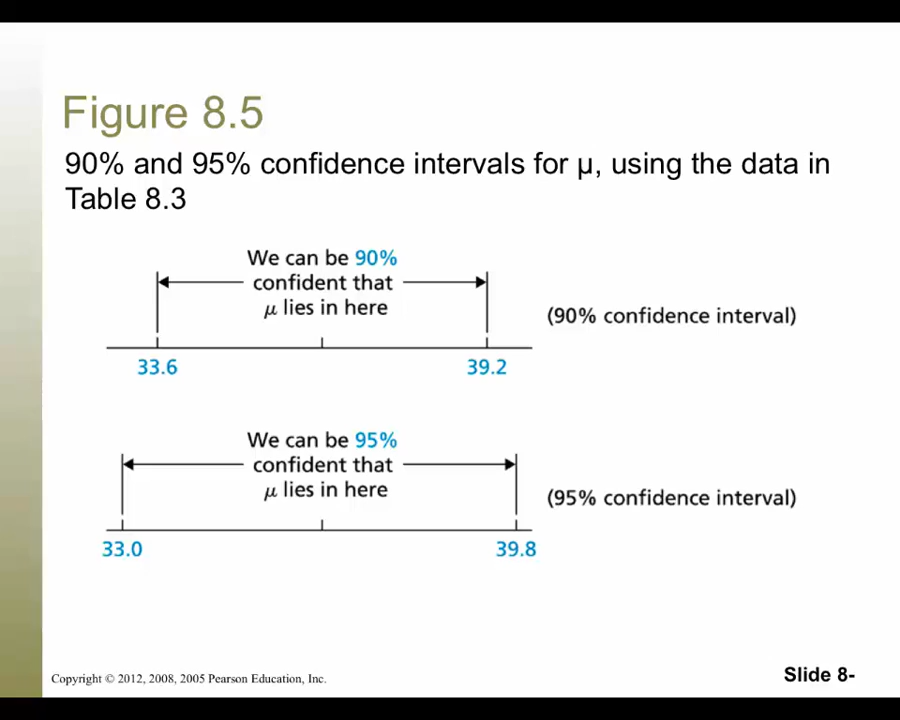 Figure 8.5
90% and 95% confidence intervals for μ, using the data in
Table 8.3
We can be 90%
confident that
μ lies in here
(90% confidence interval)
33.6
39.2
We can be 95%
confident that
μ lies in here
(95% confidence interval)
33.0
39.8
Copyright © 2012, 2008, 2005 Pearson Education, Inc.
Slide 8-